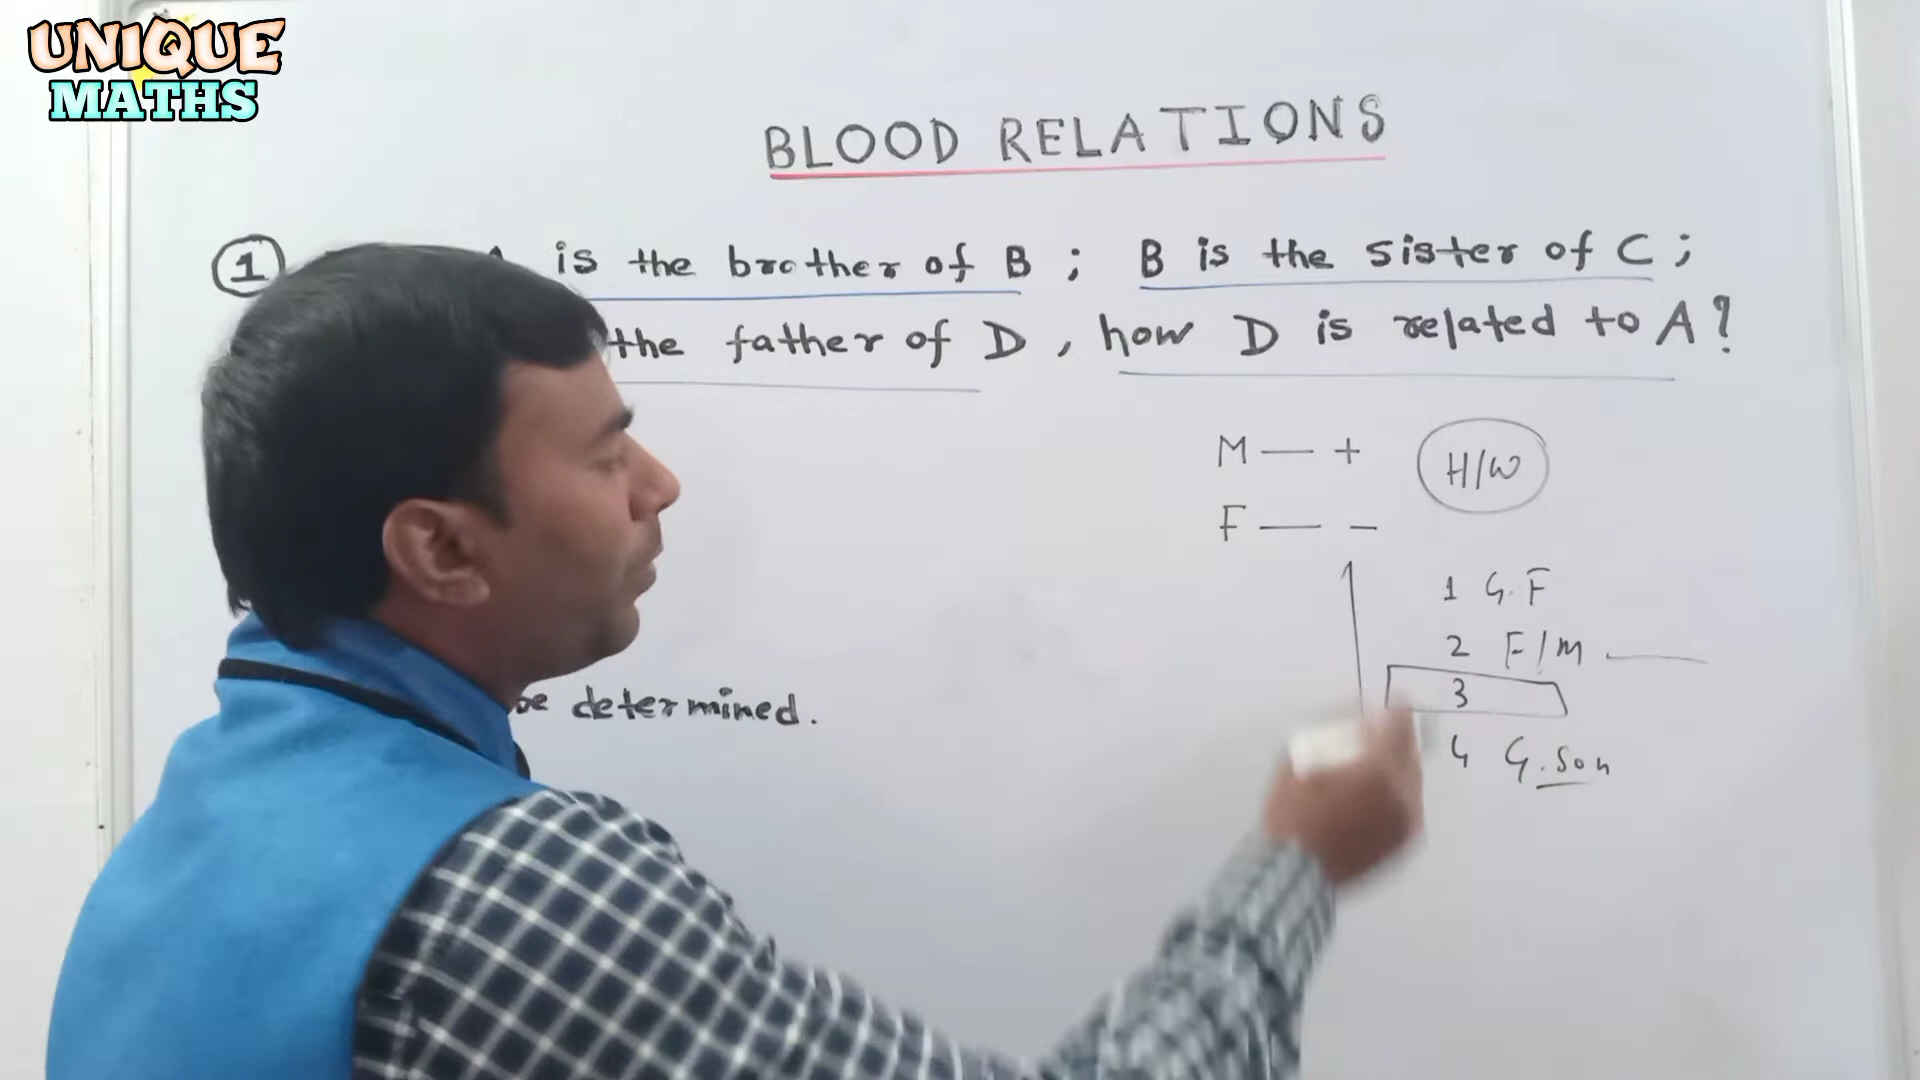 UNIQUE
MATHS
BLOOD RELATIONS
1 is the brother of B ; B is the sister of C ;
the father of D , how D is related to A ?
M — +
H/W
F — -
1 G.F
2 F/M —
3
be determined.
4 G.Son